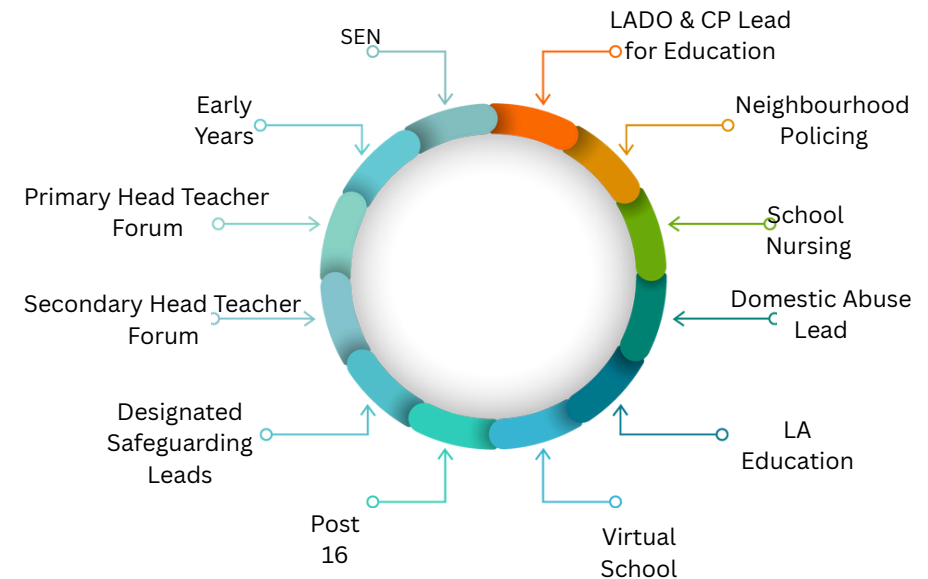 SEN
LADO & CP Lead
for Education
Early
Years
Neighbourhood
Policing
Primary Head Teacher
Forum
School
Nursing
Secondary Head Teacher
Forum
Domestic Abuse
Lead
Designated
Safeguarding
Leads
LA
Education
Post
16
Virtual
School